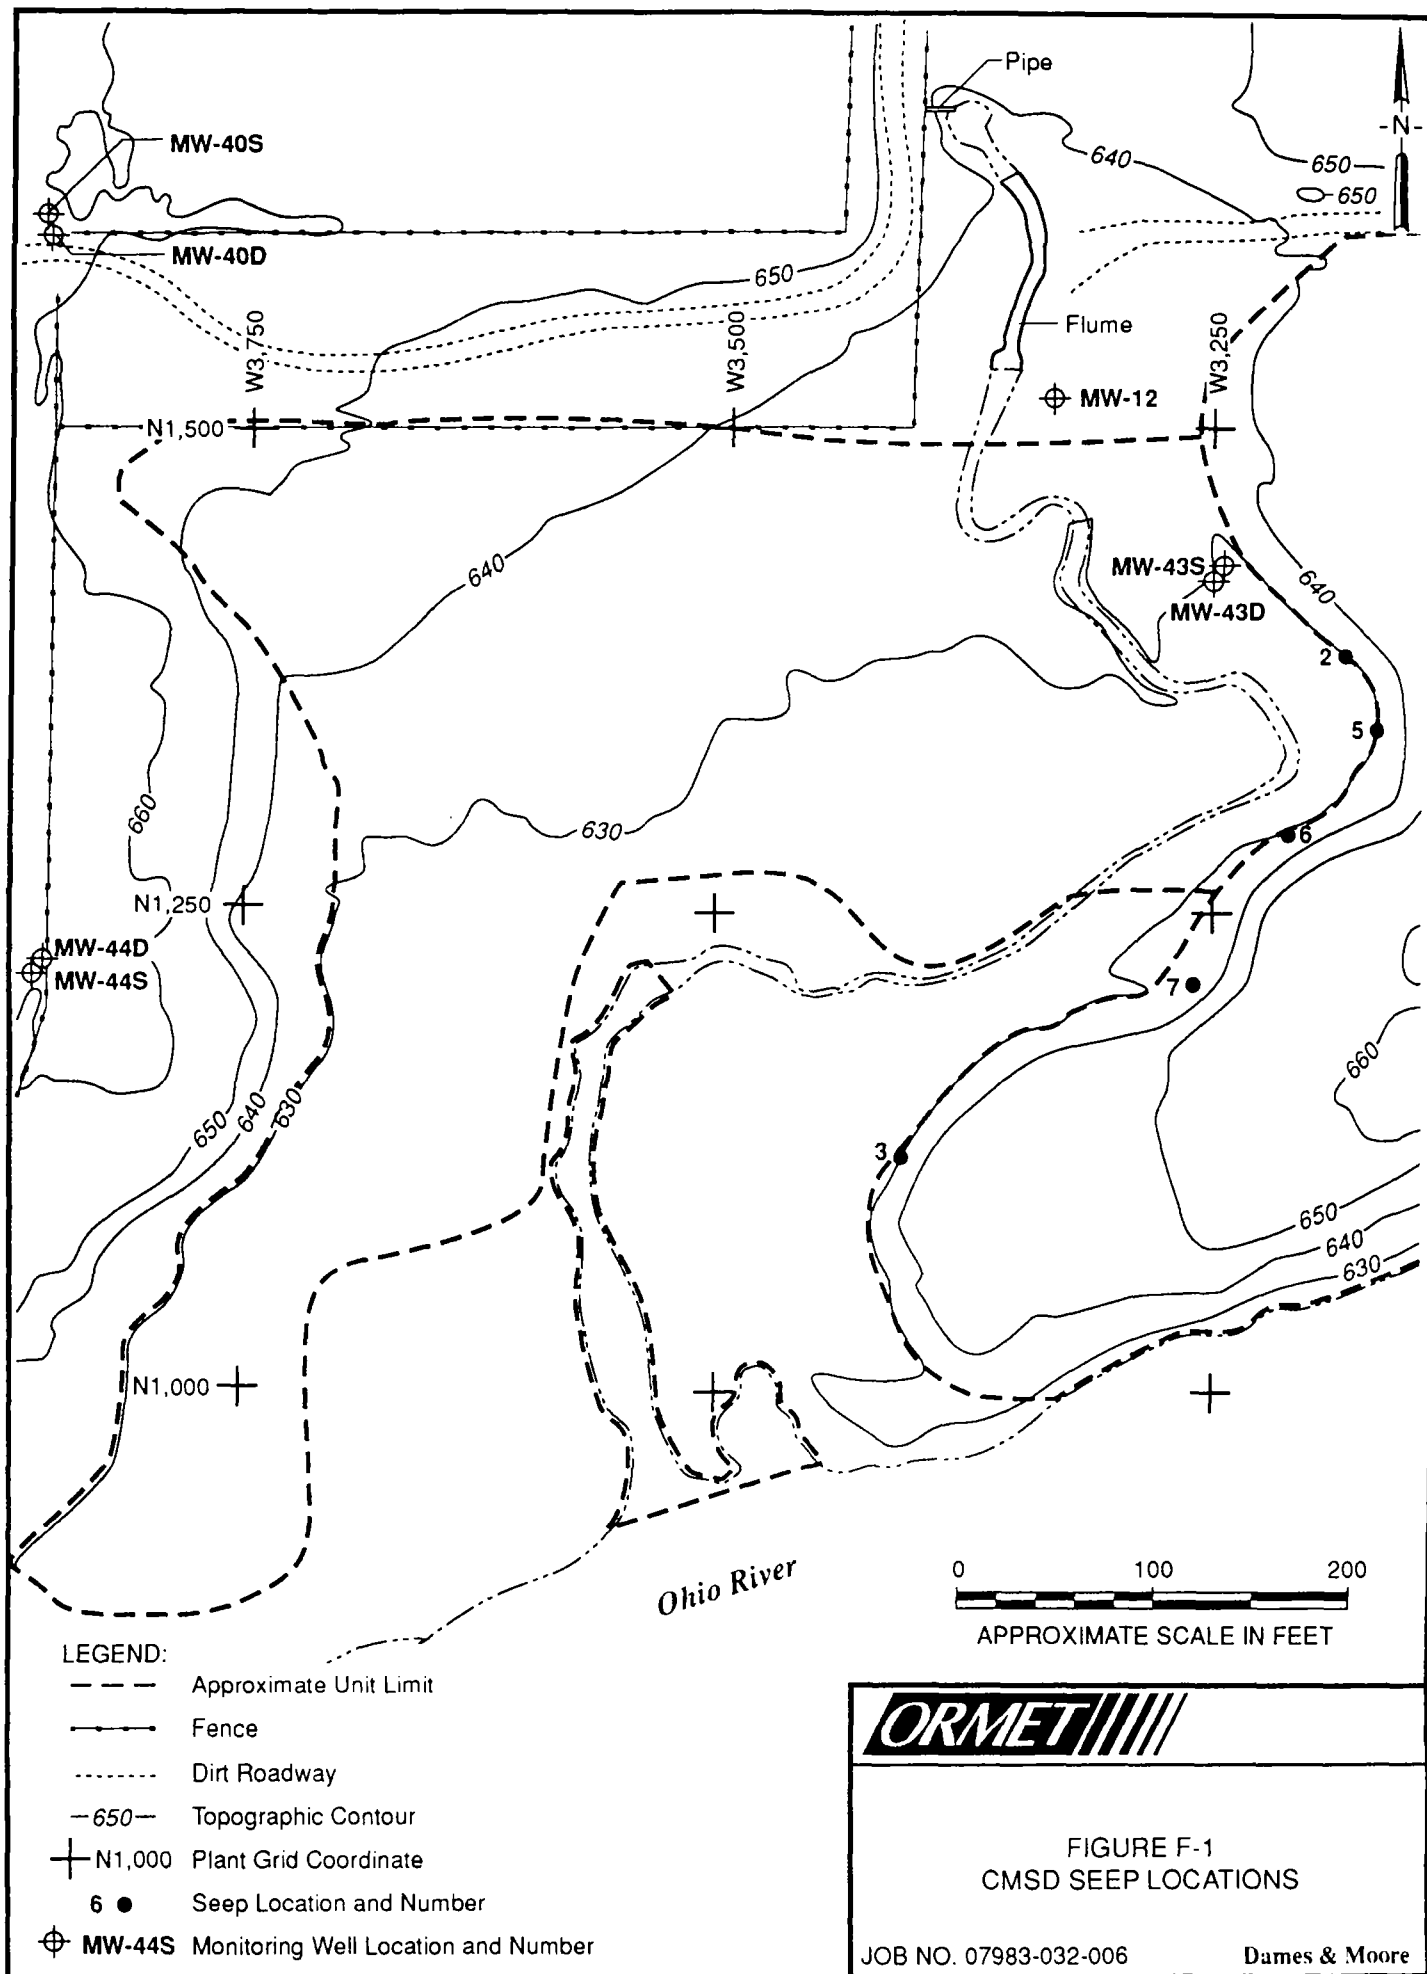 Pipe
-N-
MW-40S
640
650
650
MW-40D
650
W3,750
W3,500
W3,250
Flume
MW-12
N1,500
640
MW-43S
640
MW-43D
2
5
660
630
6
N1,250
MW-44D
MW-44S
7
660
650
640
630
3
650
640
630
N1,000
Ohio River
0 100 200
APPROXIMATE SCALE IN FEET
LEGEND:
Approximate Unit Limit
Fence
Dirt Roadway
650 Topographic Contour
N1,000 Plant Grid Coordinate
6 Seep Location and Number
MW-44S Monitoring Well Location and Number
ORMET
FIGURE F-1
CMSD SEEP LOCATIONS
JOB NO. 07983-032-006 Dames & Moore